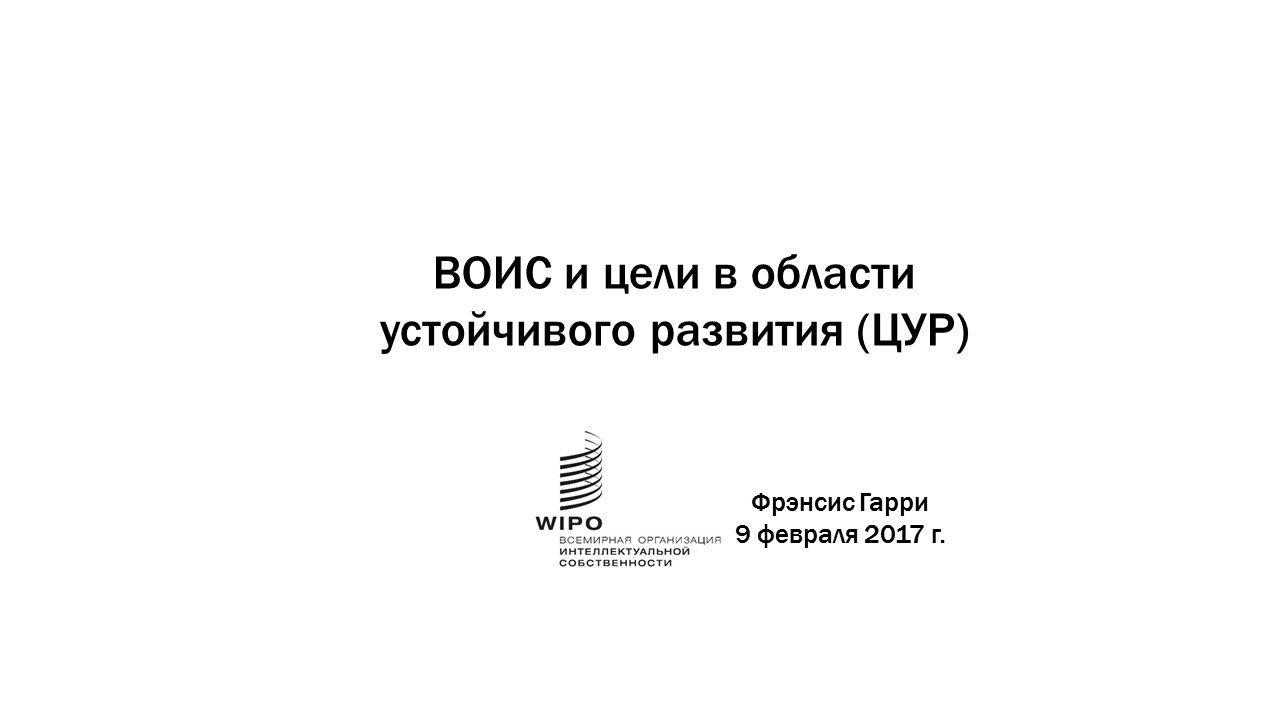 ВОИС и цели в области
устойчивого развития (ЦУР)
WIPO
ВСЕМИРНАЯ ОРГАНИЗАЦИЯ
ИНТЕЛЛЕКТУАЛЬНОЙ
СОБСТВЕННОСТИ
Фрэнсис Гарри
9 февраля 2017 г.